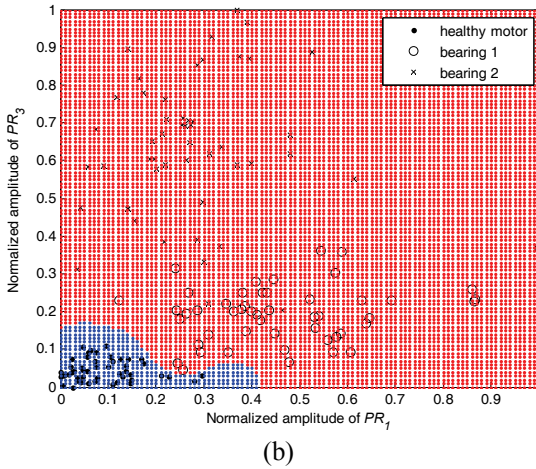 healthy motor
bearing 1
bearing 2
Normalized amplitude of PR3
1
0.9
0.8
0.7
0.6
0.5
0.4
0.3
0.2
0.1
0
0 0.1 0.2 0.3 0.4 0.5 0.6 0.7 0.8 0.9
Normalized amplitude of PR1
(b)